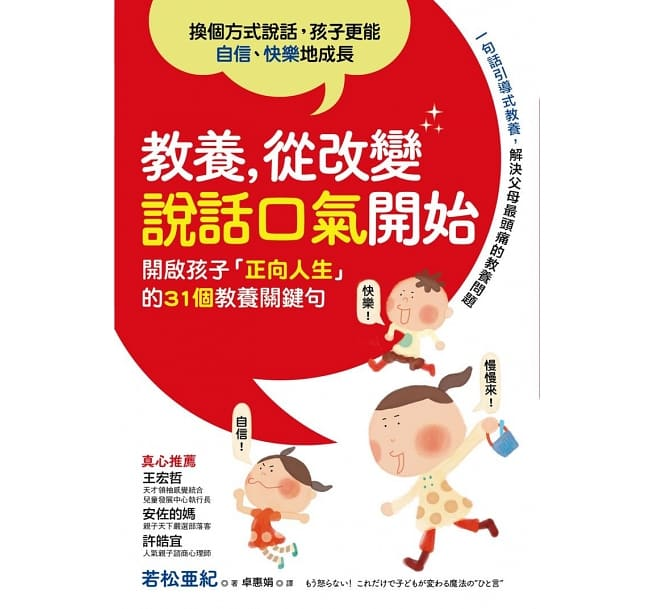 換個方式說話，孩子更能
自信、快樂地成長
一句話引導式教養，解決父母最頭痛的教養問題
教養，從改變
說話口氣開始
開啟孩子「正向人生」
的31個教養關鍵句
快樂！
慢慢來！
自信！
真心推薦
王宏哲
天才領袖感覺統合
兒童發展中心執行長
安佐的媽
親子天下嚴選部落客
許皓宜
人氣親子諮商心理師
若松亜紀◎著 卓惠娟◎譯
もう怒らない！ これだけで子どもが変わる魔法の“ひと言”